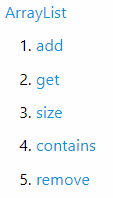 ArrayList
1. add
2. get
3. size
4. contains
5. remove